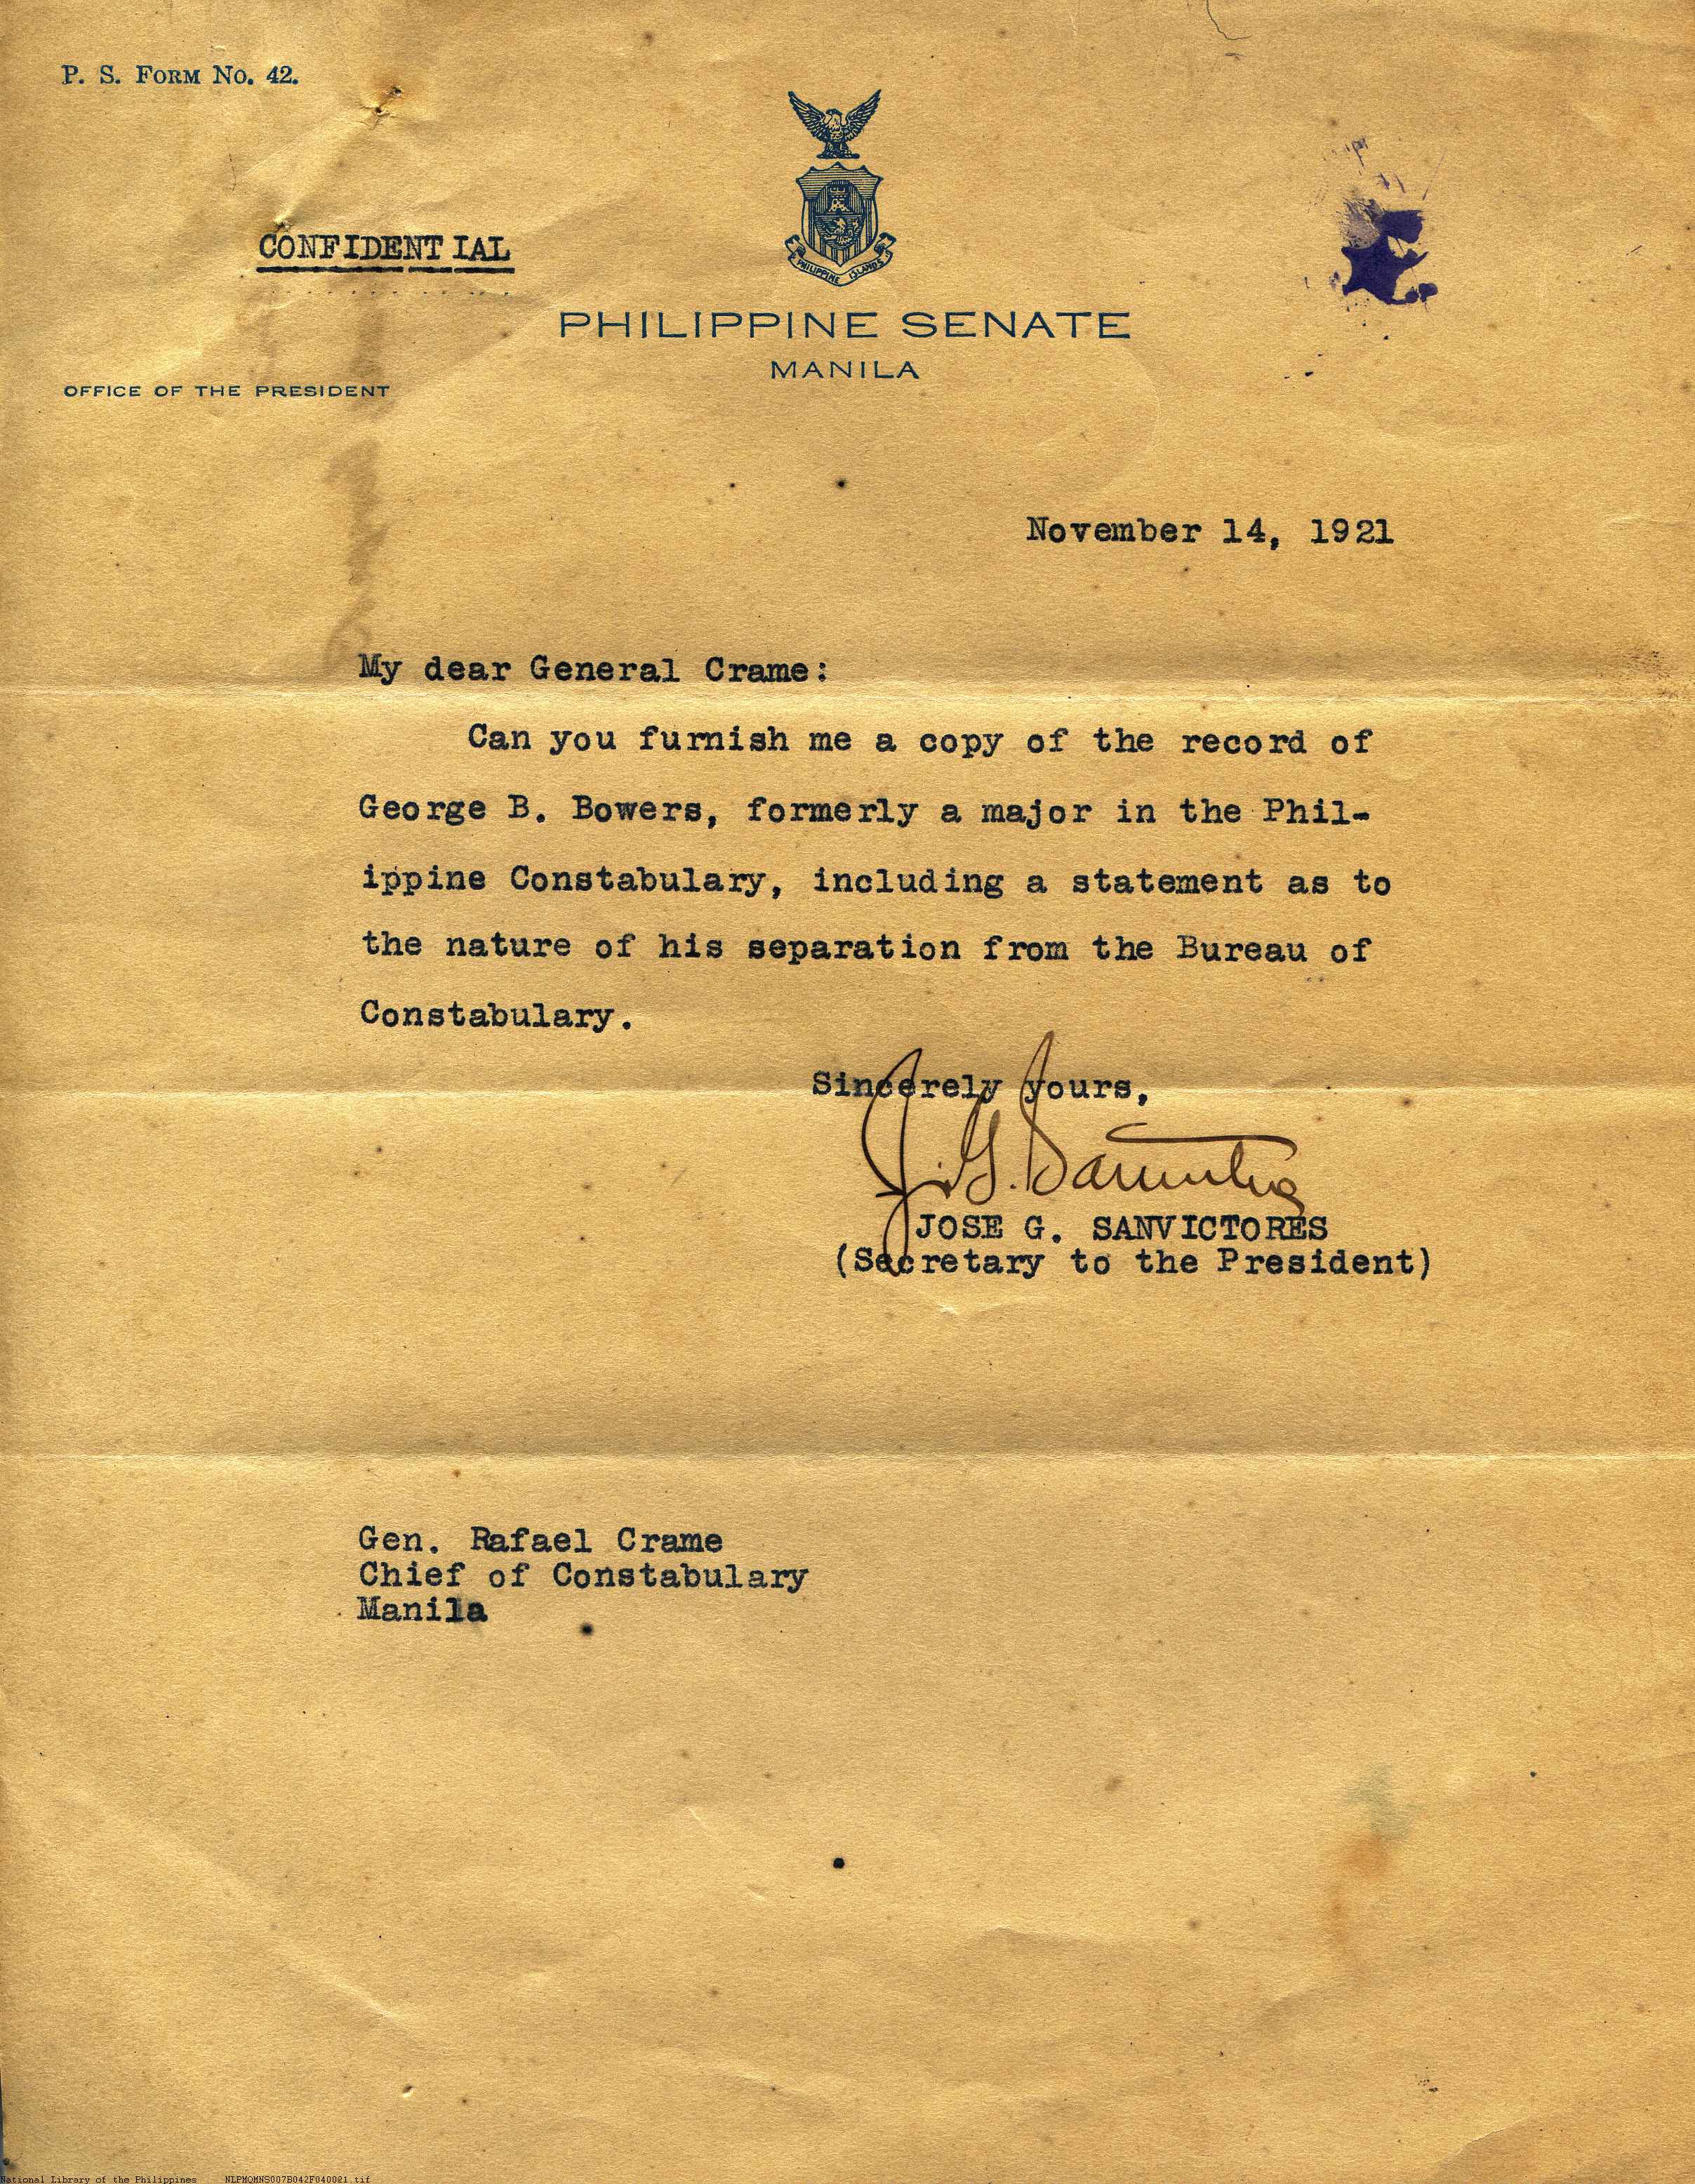 P. S. FORM NO. 42.
CONFIDENTIAL
PHILIPPINE ISLANDS
PHILIPPINE SENATE
MANILA
OFFICE OF THE PRESIDENT
November 14, 1921
My dear General Crame:
Can you furnish me a copy of the record of
George B. Bowers, formerly a major in the Phil-
ippine Constabulary, including a statement as to
the nature of his separation from the Bureau of
Constabulary.
Sincerely yours,
J. G. Sanvictores
JOSE G. SANVICTORES
(Secretary to the President)
Gen. Rafael Crame
Chief of Constabulary
Manila
National Library of the Philippines NLPMQMNS007B042F040021.tif